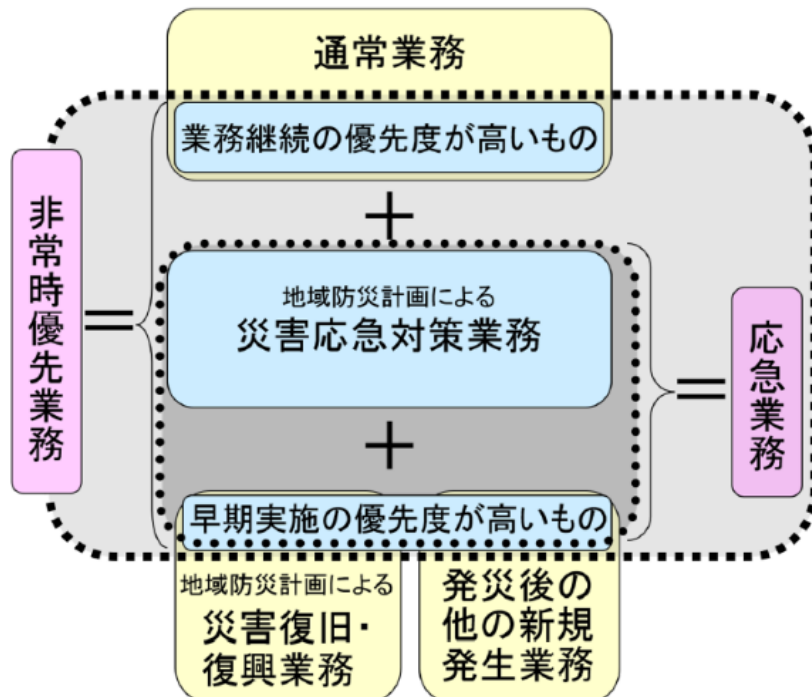 通常業務
業務継続の優先度が高いもの
+
非常時優先業務
=
地域防災計画による
災害応急対策業務
=
応急業務
+
早期実施の優先度が高いもの
地域防災計画による
災害復旧・
復興業務
発災後の
他の新規
発生業務